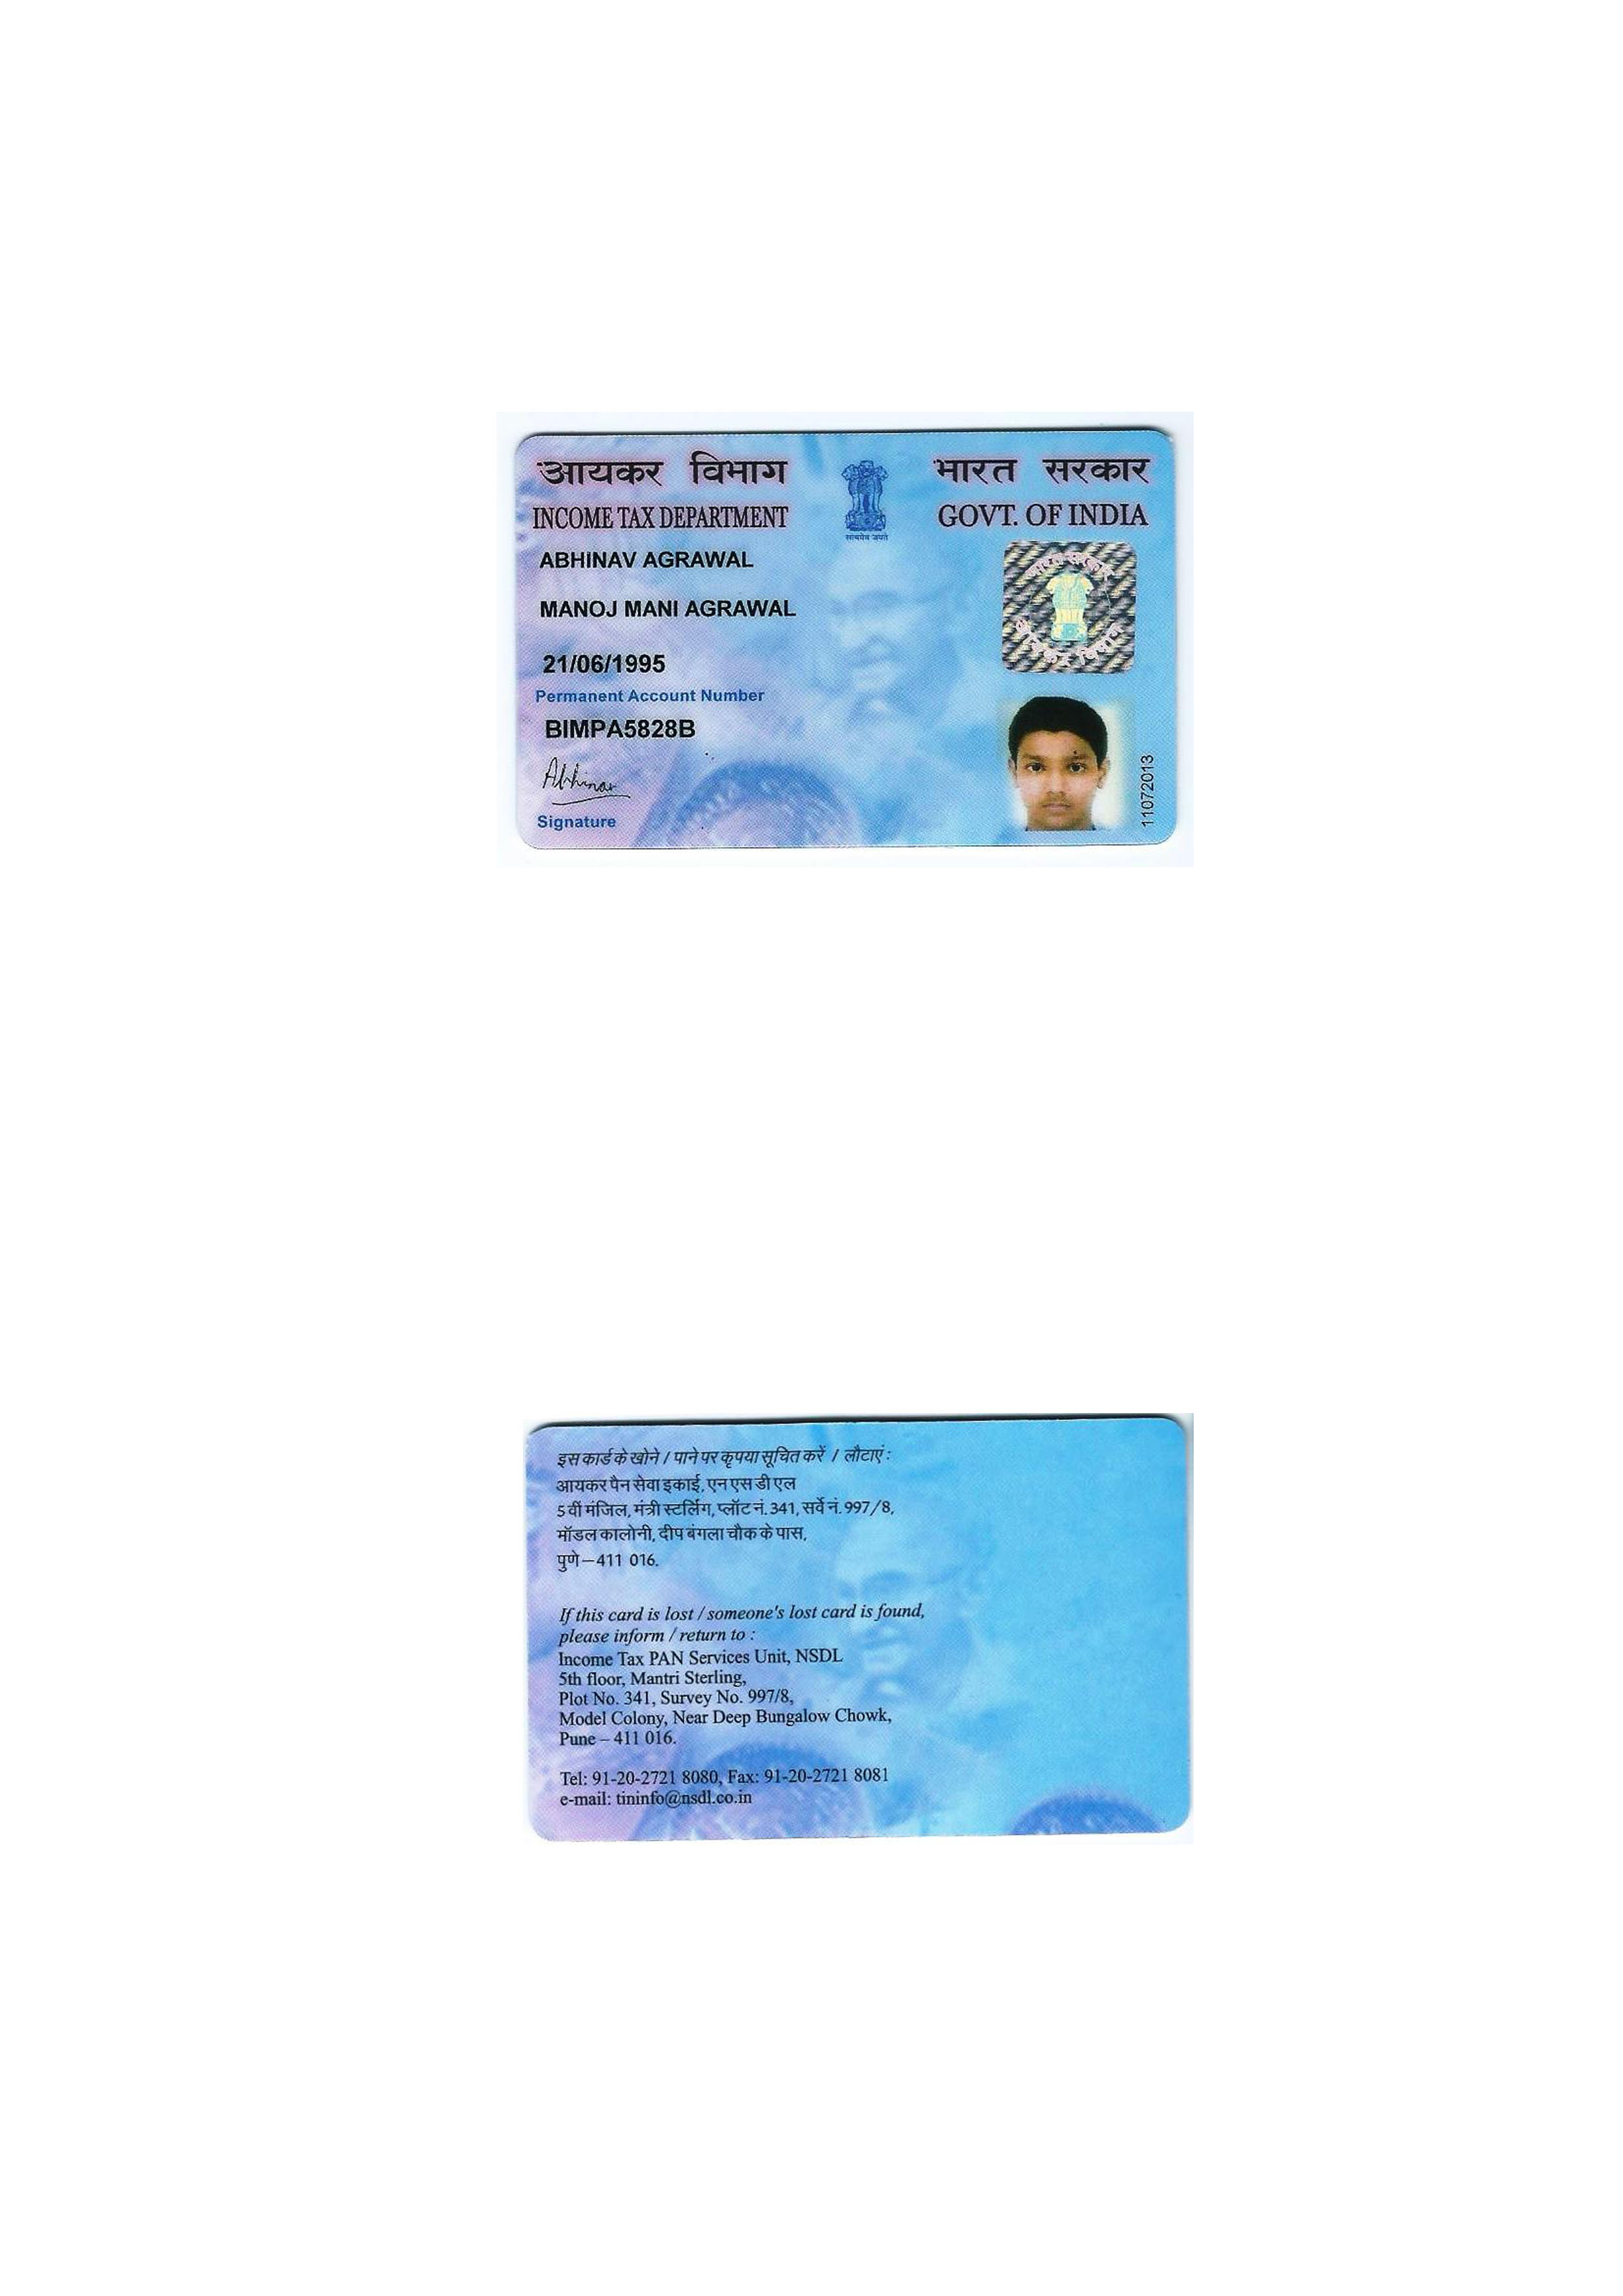 आयकर विभाग
INCOME TAX DEPARTMENT
सत्यमेव जयते
भारत सरकार
GOVT. OF INDIA
ABHINAV AGRAWAL
MANOJ MANI AGRAWAL
21/06/1995
Permanent Account Number
BIMPA5828B
Abhinav
Signature
भारत सरकार
आयकर विभाग
11072013
इस कार्ड के खोने / पाने पर कृपया सूचित करें / लौटाएं :
आयकर पैन सेवा इकाई, एन एस डी एल
5 वीं मंजिल, मंत्री स्टर्लिंग, प्लॉट नं. 341, सर्वे नं. 997/8,
मॉडल कालोनी, दीप बंगला चौक के पास,
पुणे – 411 016.
If this card is lost / someone's lost card is found,
please inform / return to :
Income Tax PAN Services Unit, NSDL
5th floor, Mantri Sterling,
Plot No. 341, Survey No. 997/8,
Model Colony, Near Deep Bungalow Chowk,
Pune – 411 016.
Tel: 91-20-2721 8080, Fax: 91-20-2721 8081
e-mail: tininfo@nsdl.co.in